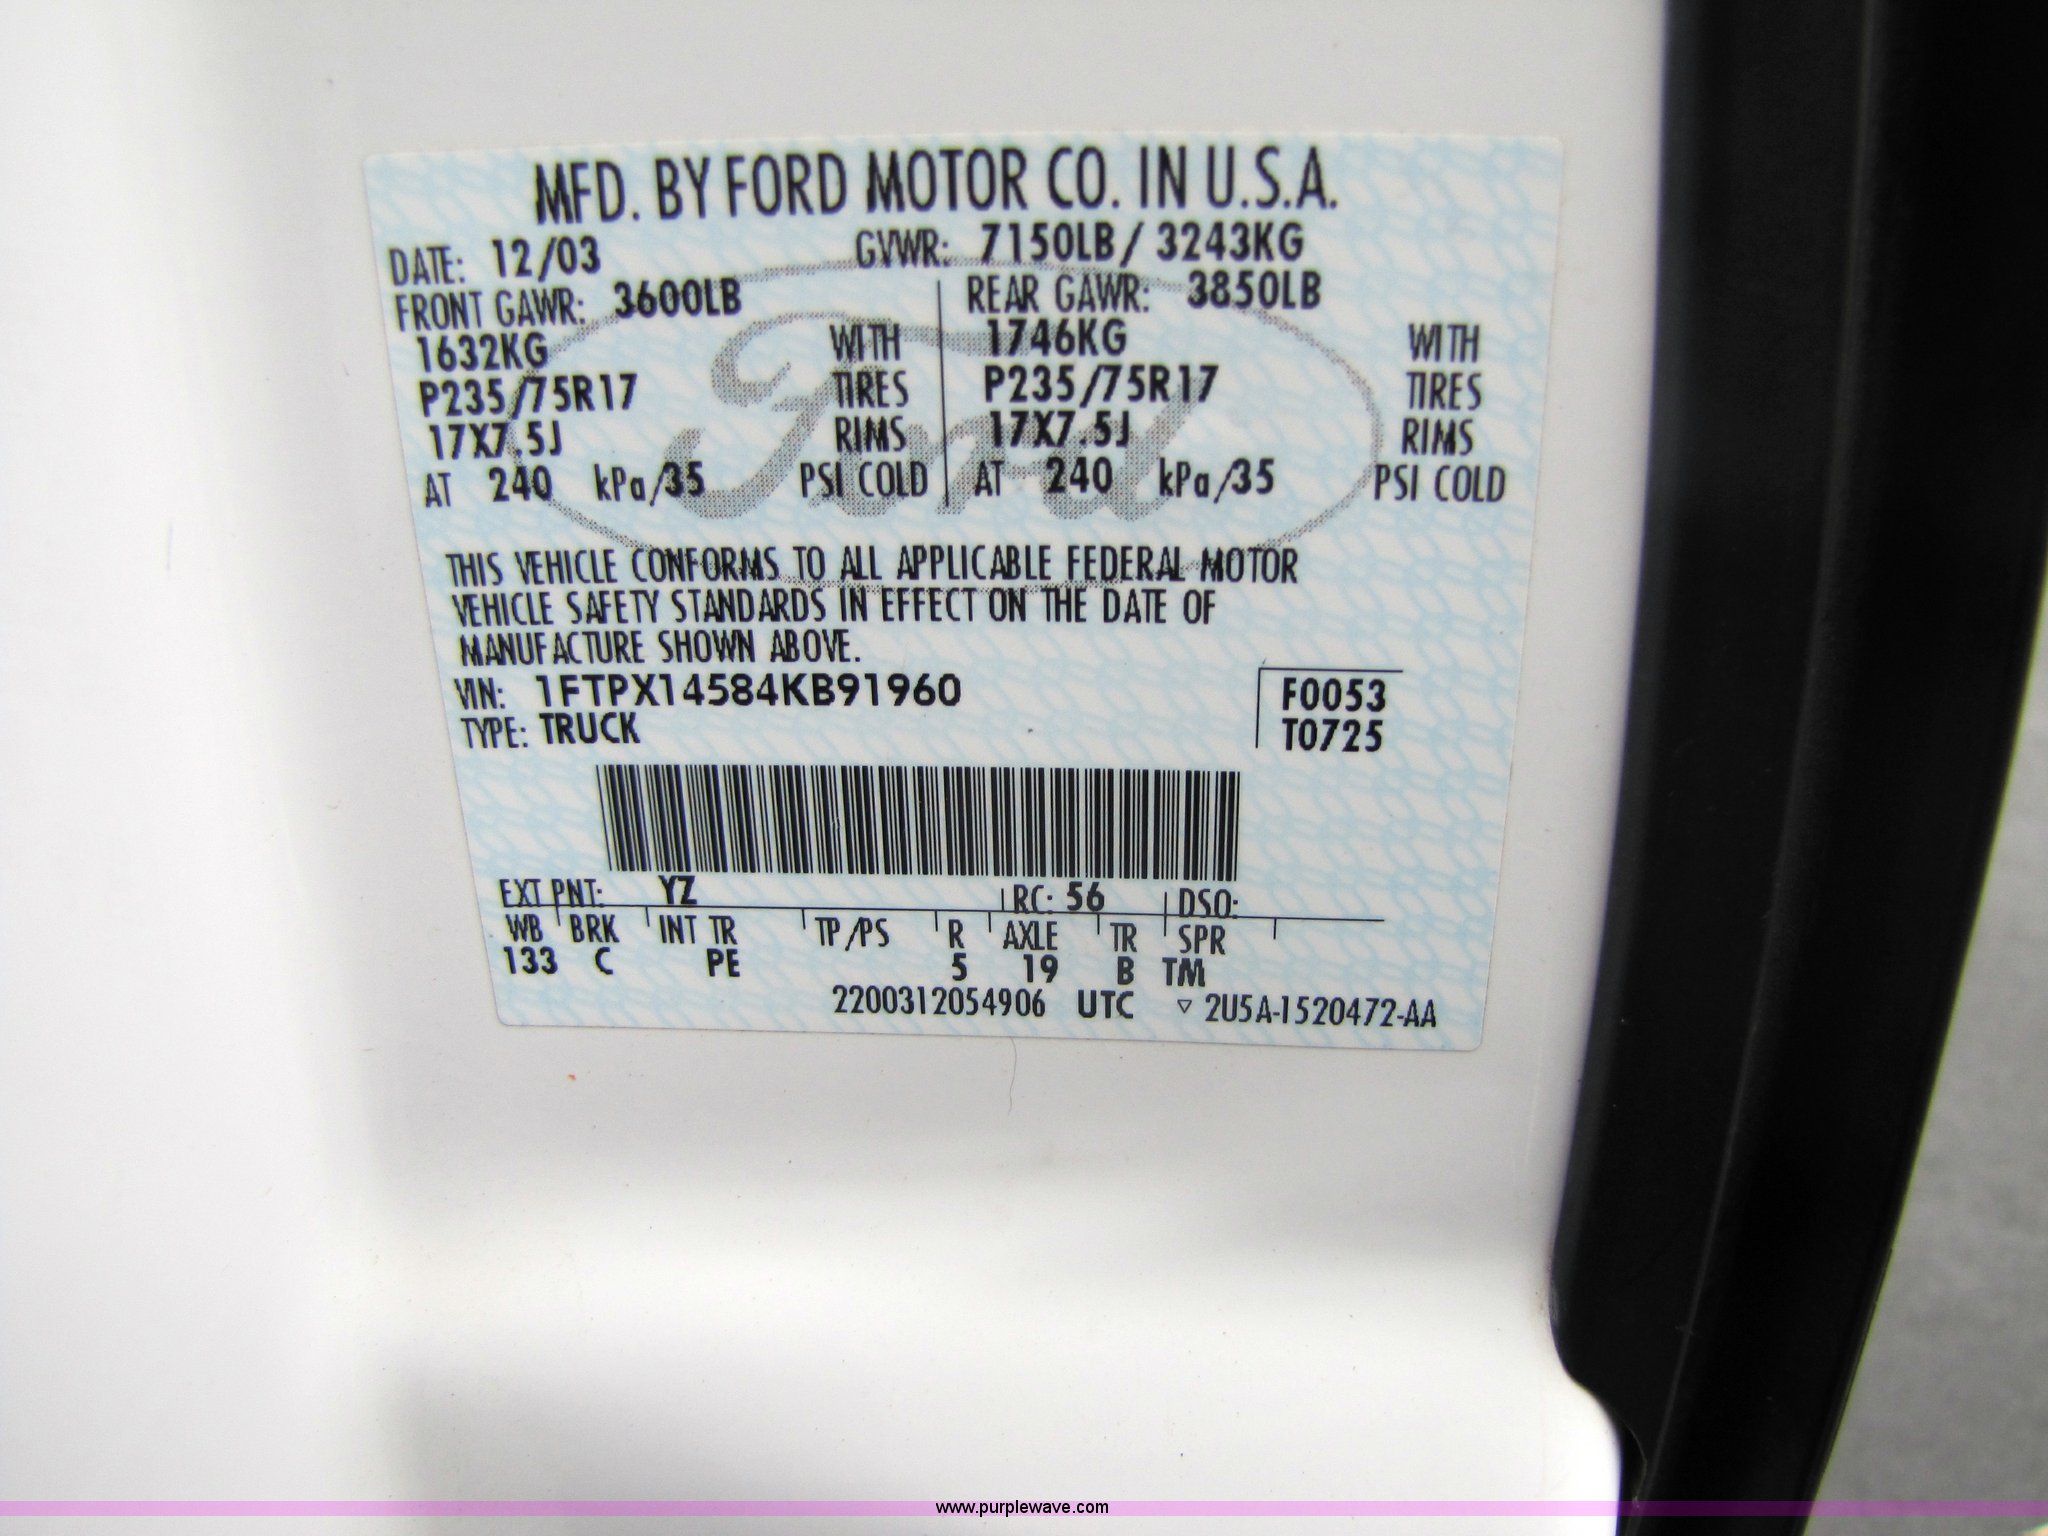 MFD. BY FORD MOTOR CO. IN U.S.A.
DATE: 12/03 GVWR: 7150LB/ 3243KG
FRONT GAWR: 3600LB REAR GAWR: 3850LB
1632KG WITH 1746KG WITH
P235/75R17 TIRES P235/75R17 TIRES
17X7.5J RIMS 17X7.5J RIMS
AT 240 kPa/35 PSI COLD AT 240 kPa/35 PSI COLD
Ford
THIS VEHICLE CONFORMS TO ALL APPLICABLE FEDERAL MOTOR
VEHICLE SAFETY STANDARDS IN EFFECT ON THE DATE OF
MANUFACTURE SHOWN ABOVE.
VIN: 1FTPX14584KB91960 F0053
TYPE: TRUCK T0725
EXT PNT: YZ RC: 56 DSO:
WB BRK INT TR TP/PS R AXLE TR SPR
133 C PE 5 19 B TM
2200312054906 UTC ▽ 2U5A-1520472-AA
www.purplewave.com